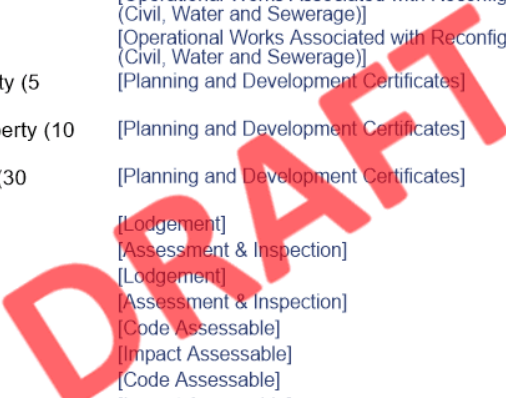 (Civil, Water and Sewerage)]
[Operational Works Associated with Reconfig
(Civil, Water and Sewerage)]
ty (5 [Planning and Development Certificates]
erty (10 [Planning and Development Certificates]
(30 [Planning and Development Certificates]
[Lodgement]
[Assessment & Inspection]
[Lodgement]
[Assessment & Inspection]
[Code Assessable]
[Impact Assessable]
[Code Assessable]
DRAFT